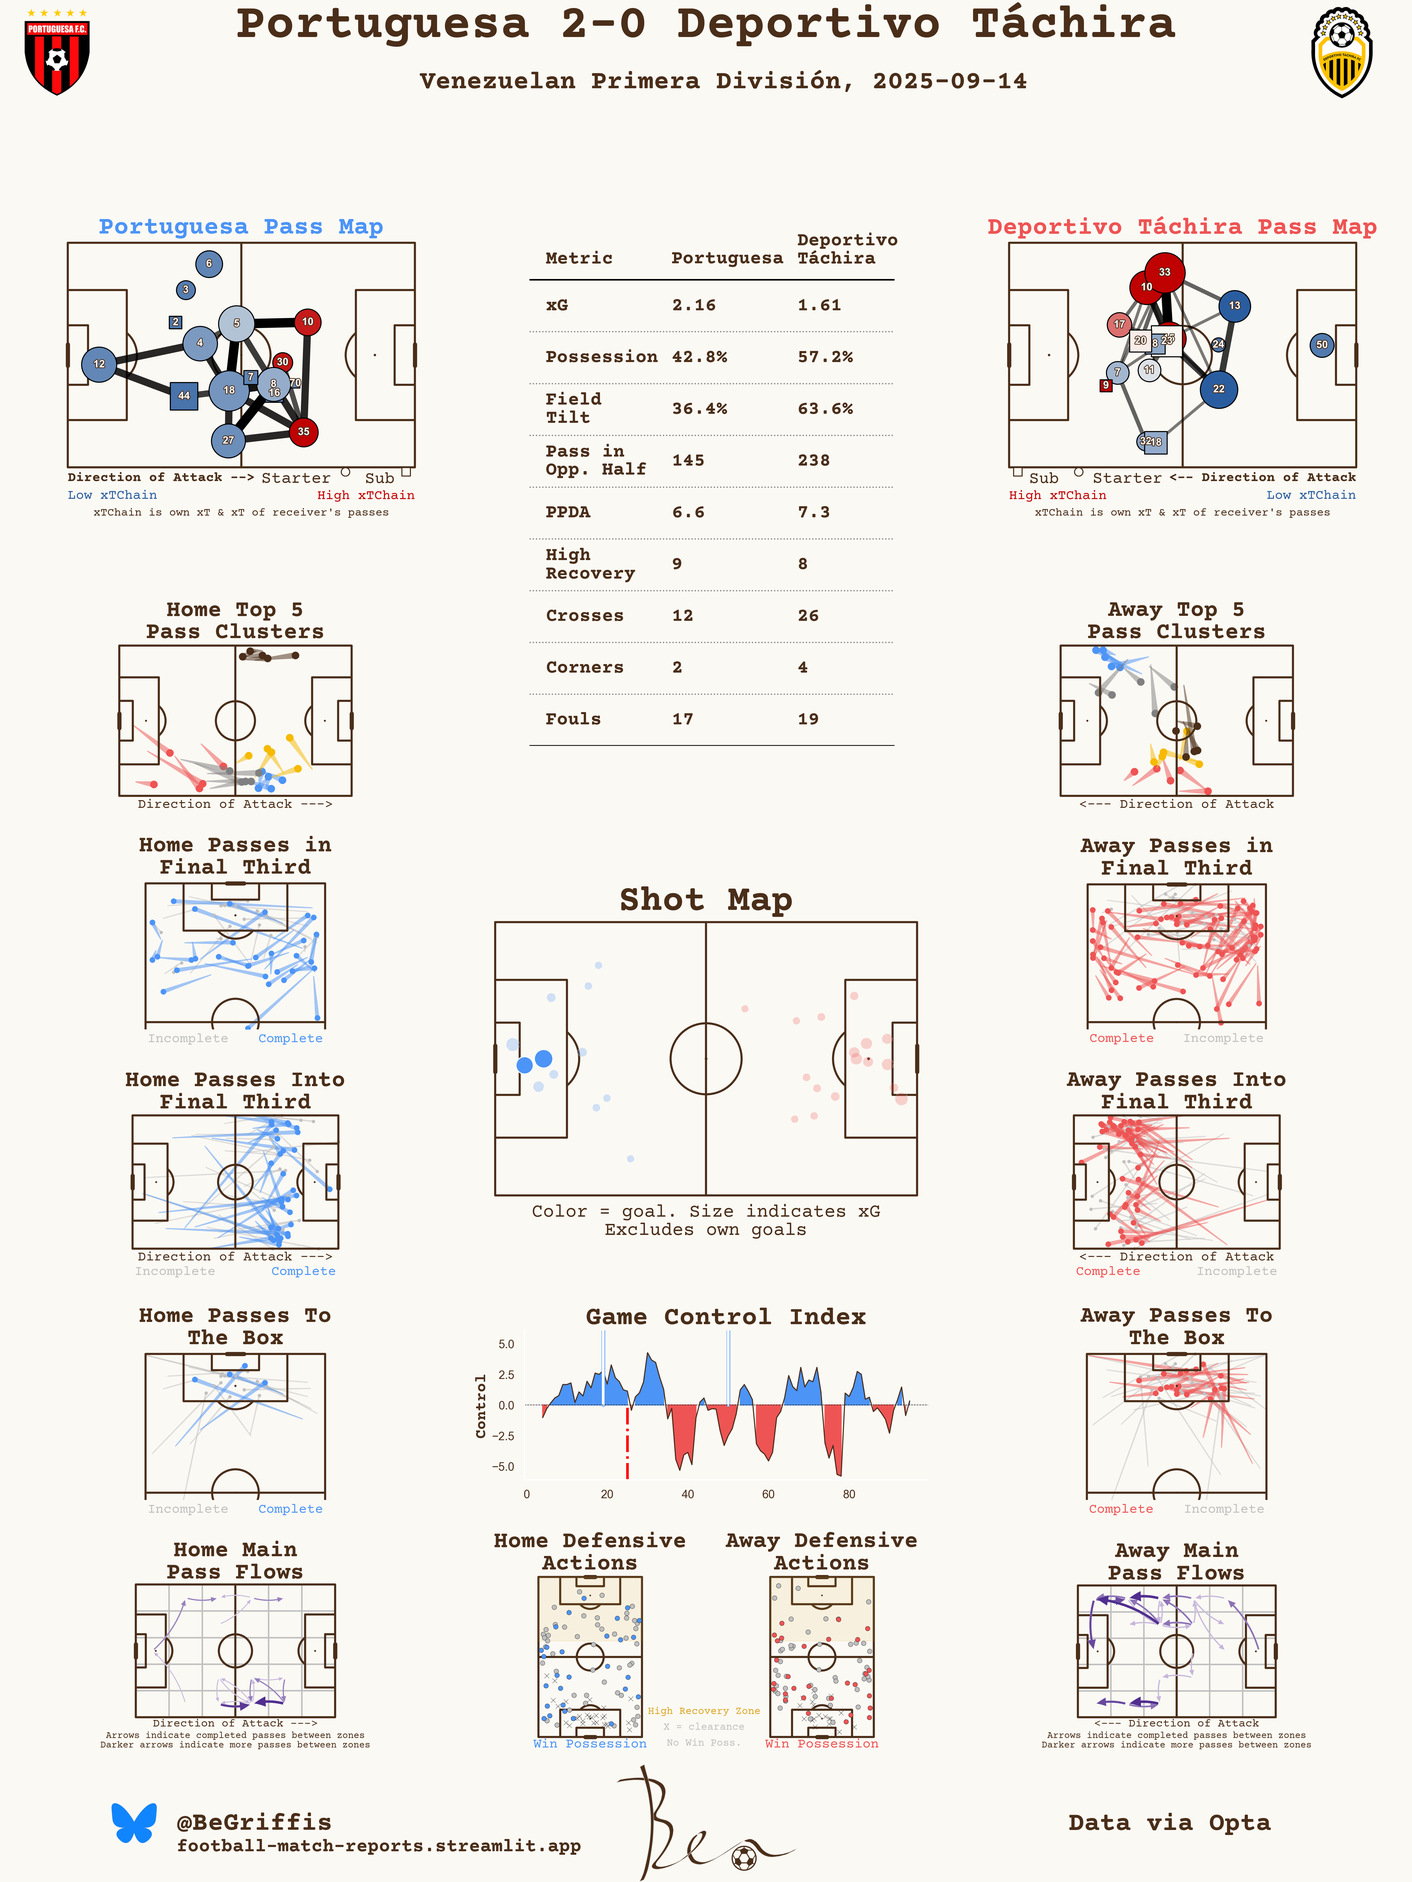 Portuguesa 2-0 Deportivo Táchira
Venezuelan Primera División, 2025-09-14
PORTUGUESA F.C.
Portuguesa Pass Map
6
3
2
5
10
4
12
30
7
8
70
44
18
16
35
27
Direction of Attack --> Starter Sub
Low xTChain High xTChain
xTChain is own xT & xT of receiver's passes
Metric Portuguesa Deportivo Táchira
xG 2.16 1.61
Possession 42.8% 57.2%
Field Tilt 36.4% 63.6%
Pass in Opp. Half 145 238
PPDA 6.6 7.3
High Recovery 9 8
Crosses 12 26
Corners 2 4
Fouls 17 19
Deportivo Táchira Pass Map
33
10
13
17
20
8
23
24
50
7
11
9
22
32
18
Sub Starter <-- Direction of Attack
High xTChain Low xTChain
xTChain is own xT & xT of receiver's passes
Home Top 5
Pass Clusters
Direction of Attack --->
Away Top 5
Pass Clusters
<--- Direction of Attack
Home Passes in
Final Third
Incomplete Complete
Away Passes in
Final Third
Complete Incomplete
Shot Map
Color = goal. Size indicates xG
Excludes own goals
Home Passes Into
Final Third
Direction of Attack --->
Incomplete Complete
Away Passes Into
Final Third
<--- Direction of Attack
Complete Incomplete
Home Passes To
The Box
Incomplete Complete
Game Control Index
Control
5.0
2.5
0.0
−2.5
−5.0
0 20 40 60 80
Away Passes To
The Box
Complete Incomplete
Home Main
Pass Flows
Direction of Attack --->
Arrows indicate completed passes between zones
Darker arrows indicate more passes between zones
Home Defensive
Actions
Win Possession
Away Defensive
Actions
Win Possession
High Recovery Zone
X = clearance
No Win Poss.
Away Main
Pass Flows
<--- Direction of Attack
Arrows indicate completed passes between zones
Darker arrows indicate more passes between zones
@BeGriffis
football-match-reports.streamlit.app
Ben
Data via Opta